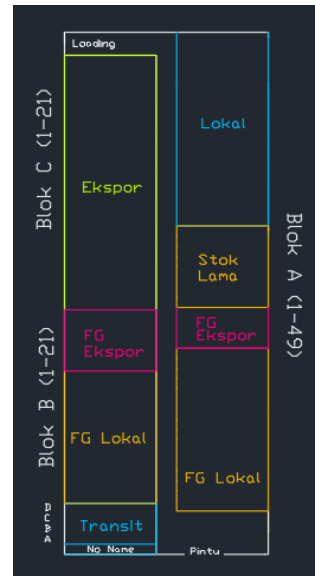 Loading
Lokal
Blok C (1-21)
Ekspor
Blok A (1-49)
Stok
Lama
FG
Ekspor
FG
Ekspor
Blok B (1-21)
FG Lokal
FG Lokal
D
C
B
A
TransIt
No Name
Pintu